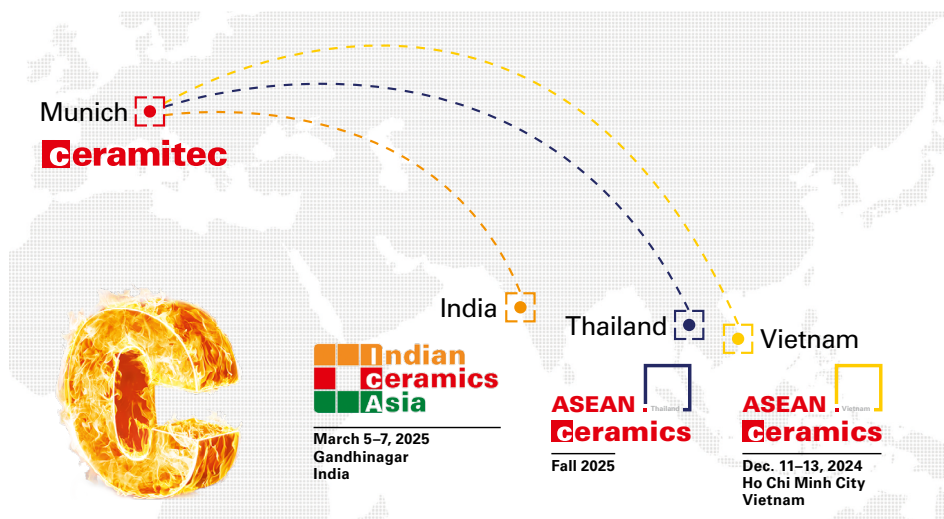 Munich
ceramitec
India
Thailand
Vietnam
Indian
ceramics
Asia
March 5–7, 2025
Gandhinagar
India
ASEAN
Thailand
ceramics
Fall 2025
ASEAN
Vietnam
ceramics
Dec. 11–13, 2024
Ho Chi Minh City
Vietnam
C